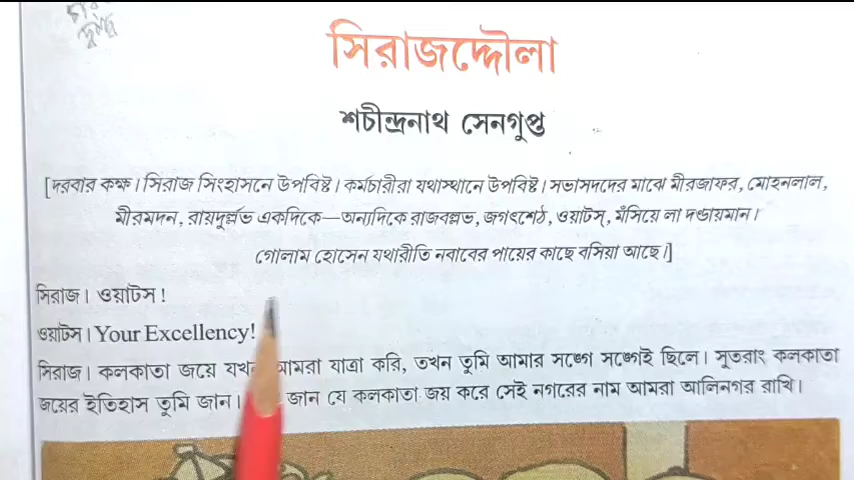 সিরাজদ্দৌলা
শচীন্দ্রনাথ সেনগুপ্ত
[দরবার কক্ষ। সিরাজ সিংহাসনে উপবিষ্ট। কর্মচারীরা যথাস্থানে উপবিষ্ট। সভাসদদের মাঝে মীরজাফর, মোহনলাল,
মীরমদন, রায়দুর্লভ একদিকে—অন্যদিকে রাজবল্লভ, জগৎশেঠ, ওয়াটস্, মঁসিয়ে লা দণ্ডায়মান।
গোলাম হোসেন যথারীতি নবাবের পায়ের কাছে বসিয়া আছে।]
সিরাজ। ওয়াটস!
ওয়াটস। Your Excellency!
সিরাজ। কলকাতা জয়ে যখন আমরা যাত্রা করি, তখন তুমি আমার সঙ্গে সঙ্গেই ছিলে। সুতরাং কলকাতা
জয়ের ইতিহাস তুমি জান। জান যে কলকাতা জয় করে সেই নগরের নাম আমরা আলিনগর রাখি।